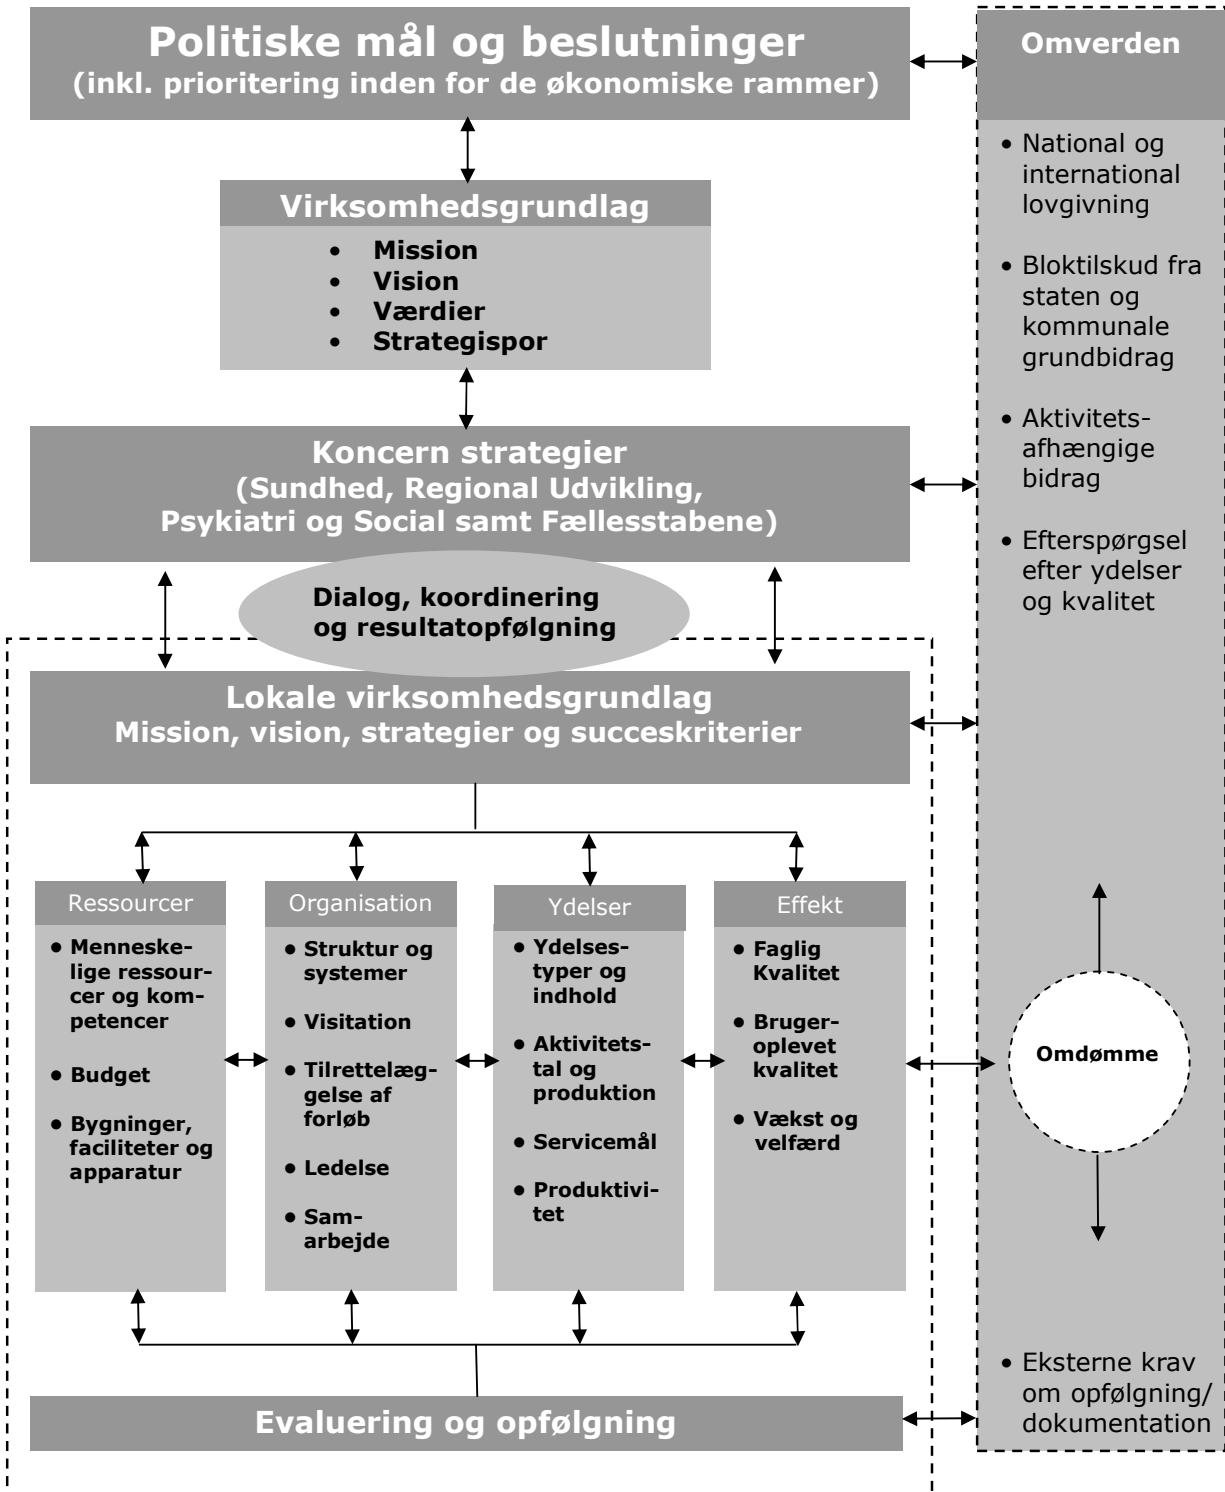 Politiske mål og beslutninger
(inkl. prioritering inden for de økonomiske rammer)
Virksomhedsgrundlag
• Mission
• Vision
• Værdier
• Strategispor
Koncern strategier
(Sundhed, Regional Udvikling,
Psykiatri og Social samt Fællesstabene)
Dialog, koordinering
og resultatopfølgning
Lokale virksomhedsgrundlag
Mission, vision, strategier og succeskriterier
Ressourcer
• Menneske-
lige ressour-
cer og kom-
petencer
• Budget
• Bygninger,
faciliteter og
apparatur
Organisation
• Struktur og
systemer
• Visitation
• Tilrettelæg-
gelse af
forløb
• Ledelse
• Sam-
arbejde
Ydelser
• Ydelses-
typer og
indhold
• Aktivitets-
tal og
produktion
• Servicemål
• Produktivi-
tet
Effekt
• Faglig
Kvalitet
• Bruger-
oplevet
kvalitet
• Vækst og
velfærd
Evaluering og opfølgning
Omverden
• National og
international
lovgivning
• Bloktilskud fra
staten og
kommunale
grundbidrag
• Aktivitets-
afhængige
bidrag
• Efterspørgsel
efter ydelser
og kvalitet
Omdømme
• Eksterne krav
om opfølgning/
dokumentation